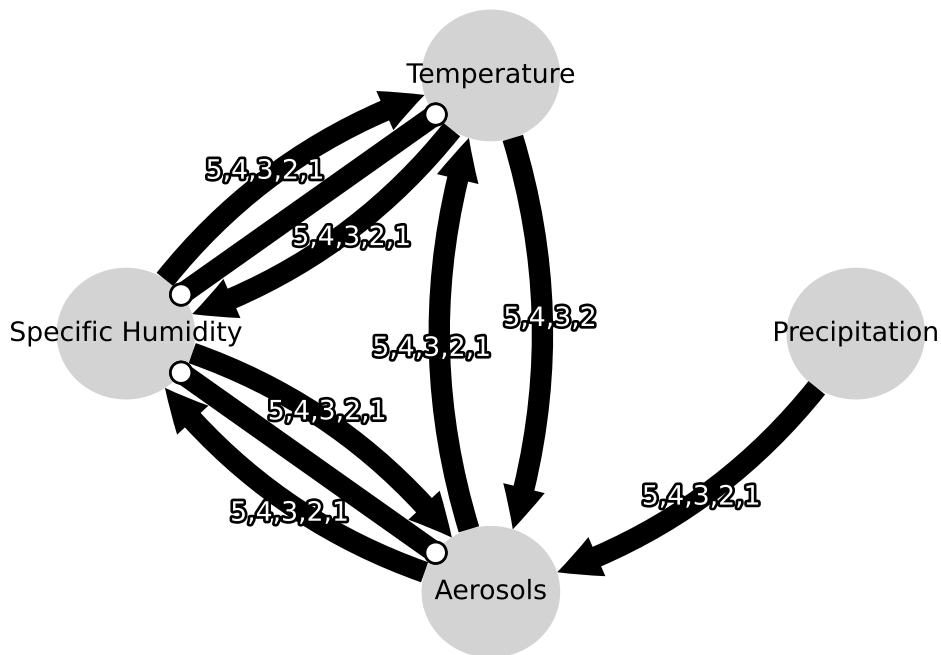 Temperature
5,4,3,2,1
5,4,3,2,1
5,4,3,2
Specific Humidity
Precipitation
5,4,3,2,1
5,4,3,2,1
5,4,3,2,1
5,4,3,2,1
Aerosols